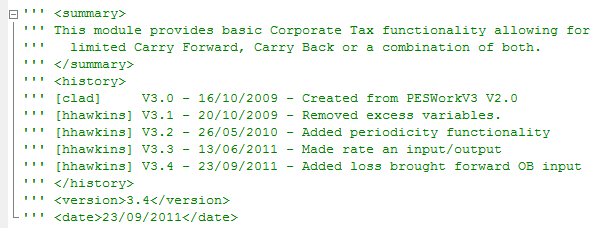 ''' <summary>
''' This module provides basic Corporate Tax functionality allowing for
'''   limited Carry Forward, Carry Back or a combination of both.
''' </summary>
''' <history>
''' [clad]     V3.0 - 16/10/2009 - Created from PESWorkV3 V2.0
''' [hhawkins] V3.1 - 20/10/2009 - Removed excess variables.
''' [hhawkins] V3.2 - 26/05/2010 - Added periodicity functionality
''' [hhawkins] V3.3 - 13/06/2011 - Made rate an input/output
''' [hhawkins] V3.4 - 23/09/2011 - Added loss brought forward OB input
''' </history>
''' <version>3.4</version>
''' <date>23/09/2011</date>